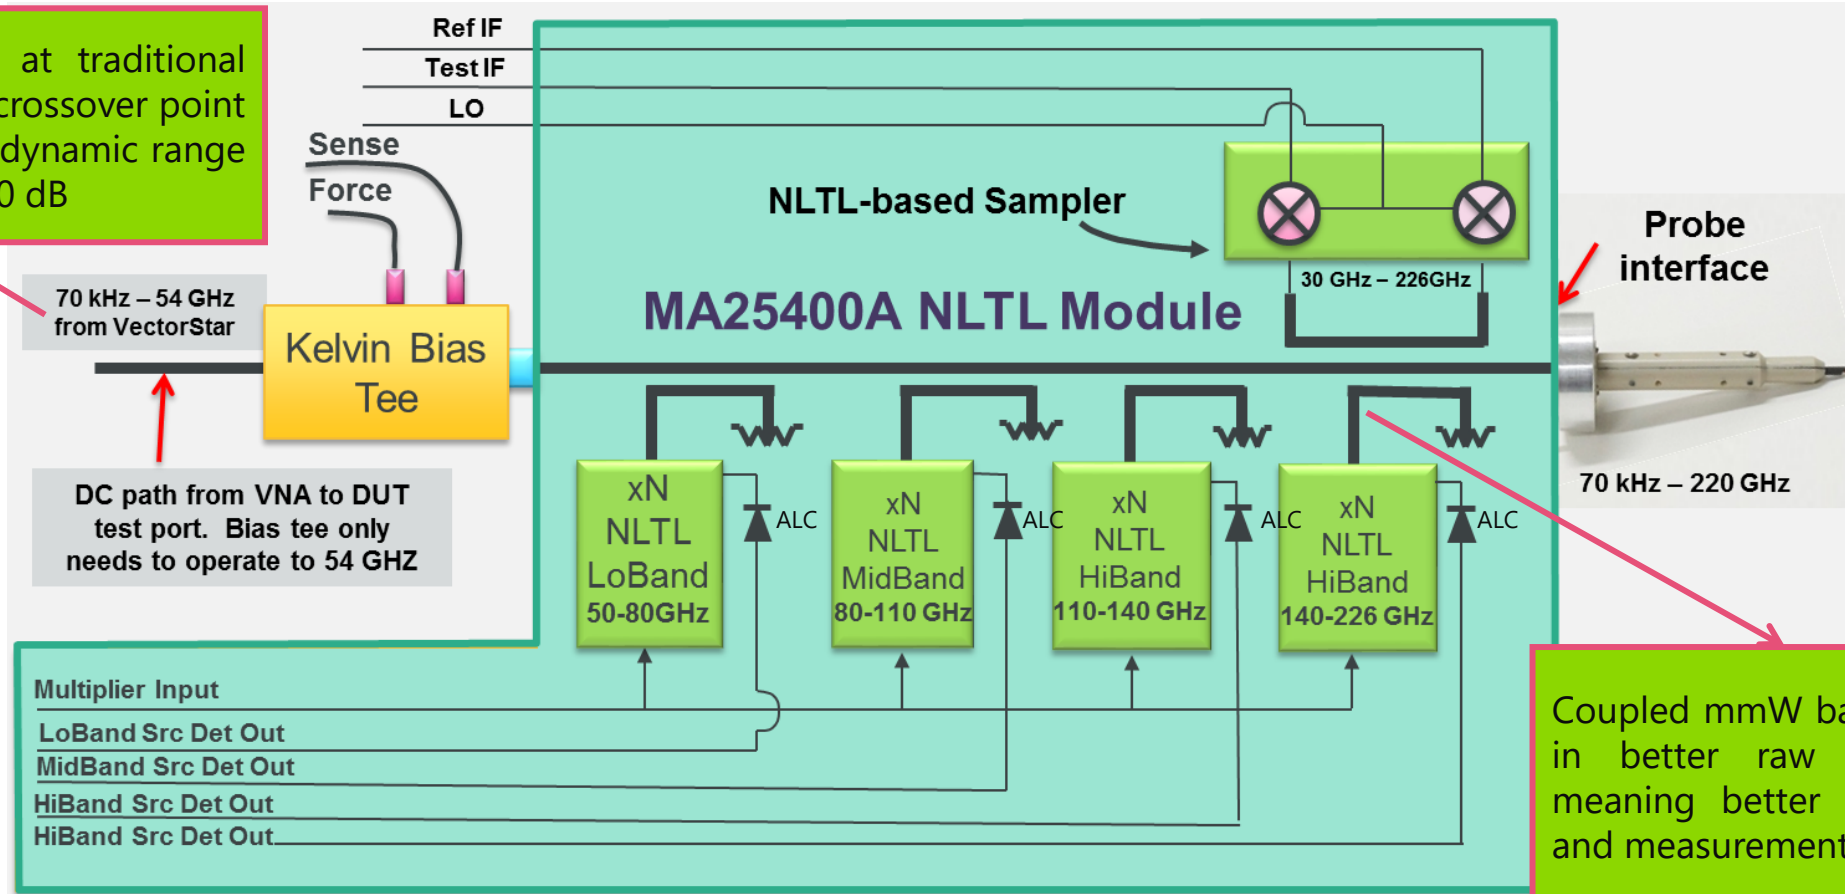 at traditional
crossover point
dynamic range
0 dB
Ref IF
Test IF
LO
Sense
Force
70 kHz – 54 GHz
from VectorStar
Kelvin Bias
Tee
DC path from VNA to DUT
test port. Bias tee only
needs to operate to 54 GHZ
NLTL-based Sampler
30 GHz – 226GHz
MA25400A NLTL Module
Probe
interface
70 kHz – 220 GHz
xN
NLTL
LoBand
50-80GHz
ALC
xN
NLTL
MidBand
80-110 GHz
ALC
xN
NLTL
HiBand
110-140 GHz
ALC
xN
NLTL
HiBand
140-226 GHz
ALC
Multiplier Input
LoBand Src Det Out
MidBand Src Det Out
HiBand Src Det Out
HiBand Src Det Out
Coupled mmW ba
in better raw
meaning better
and measurement